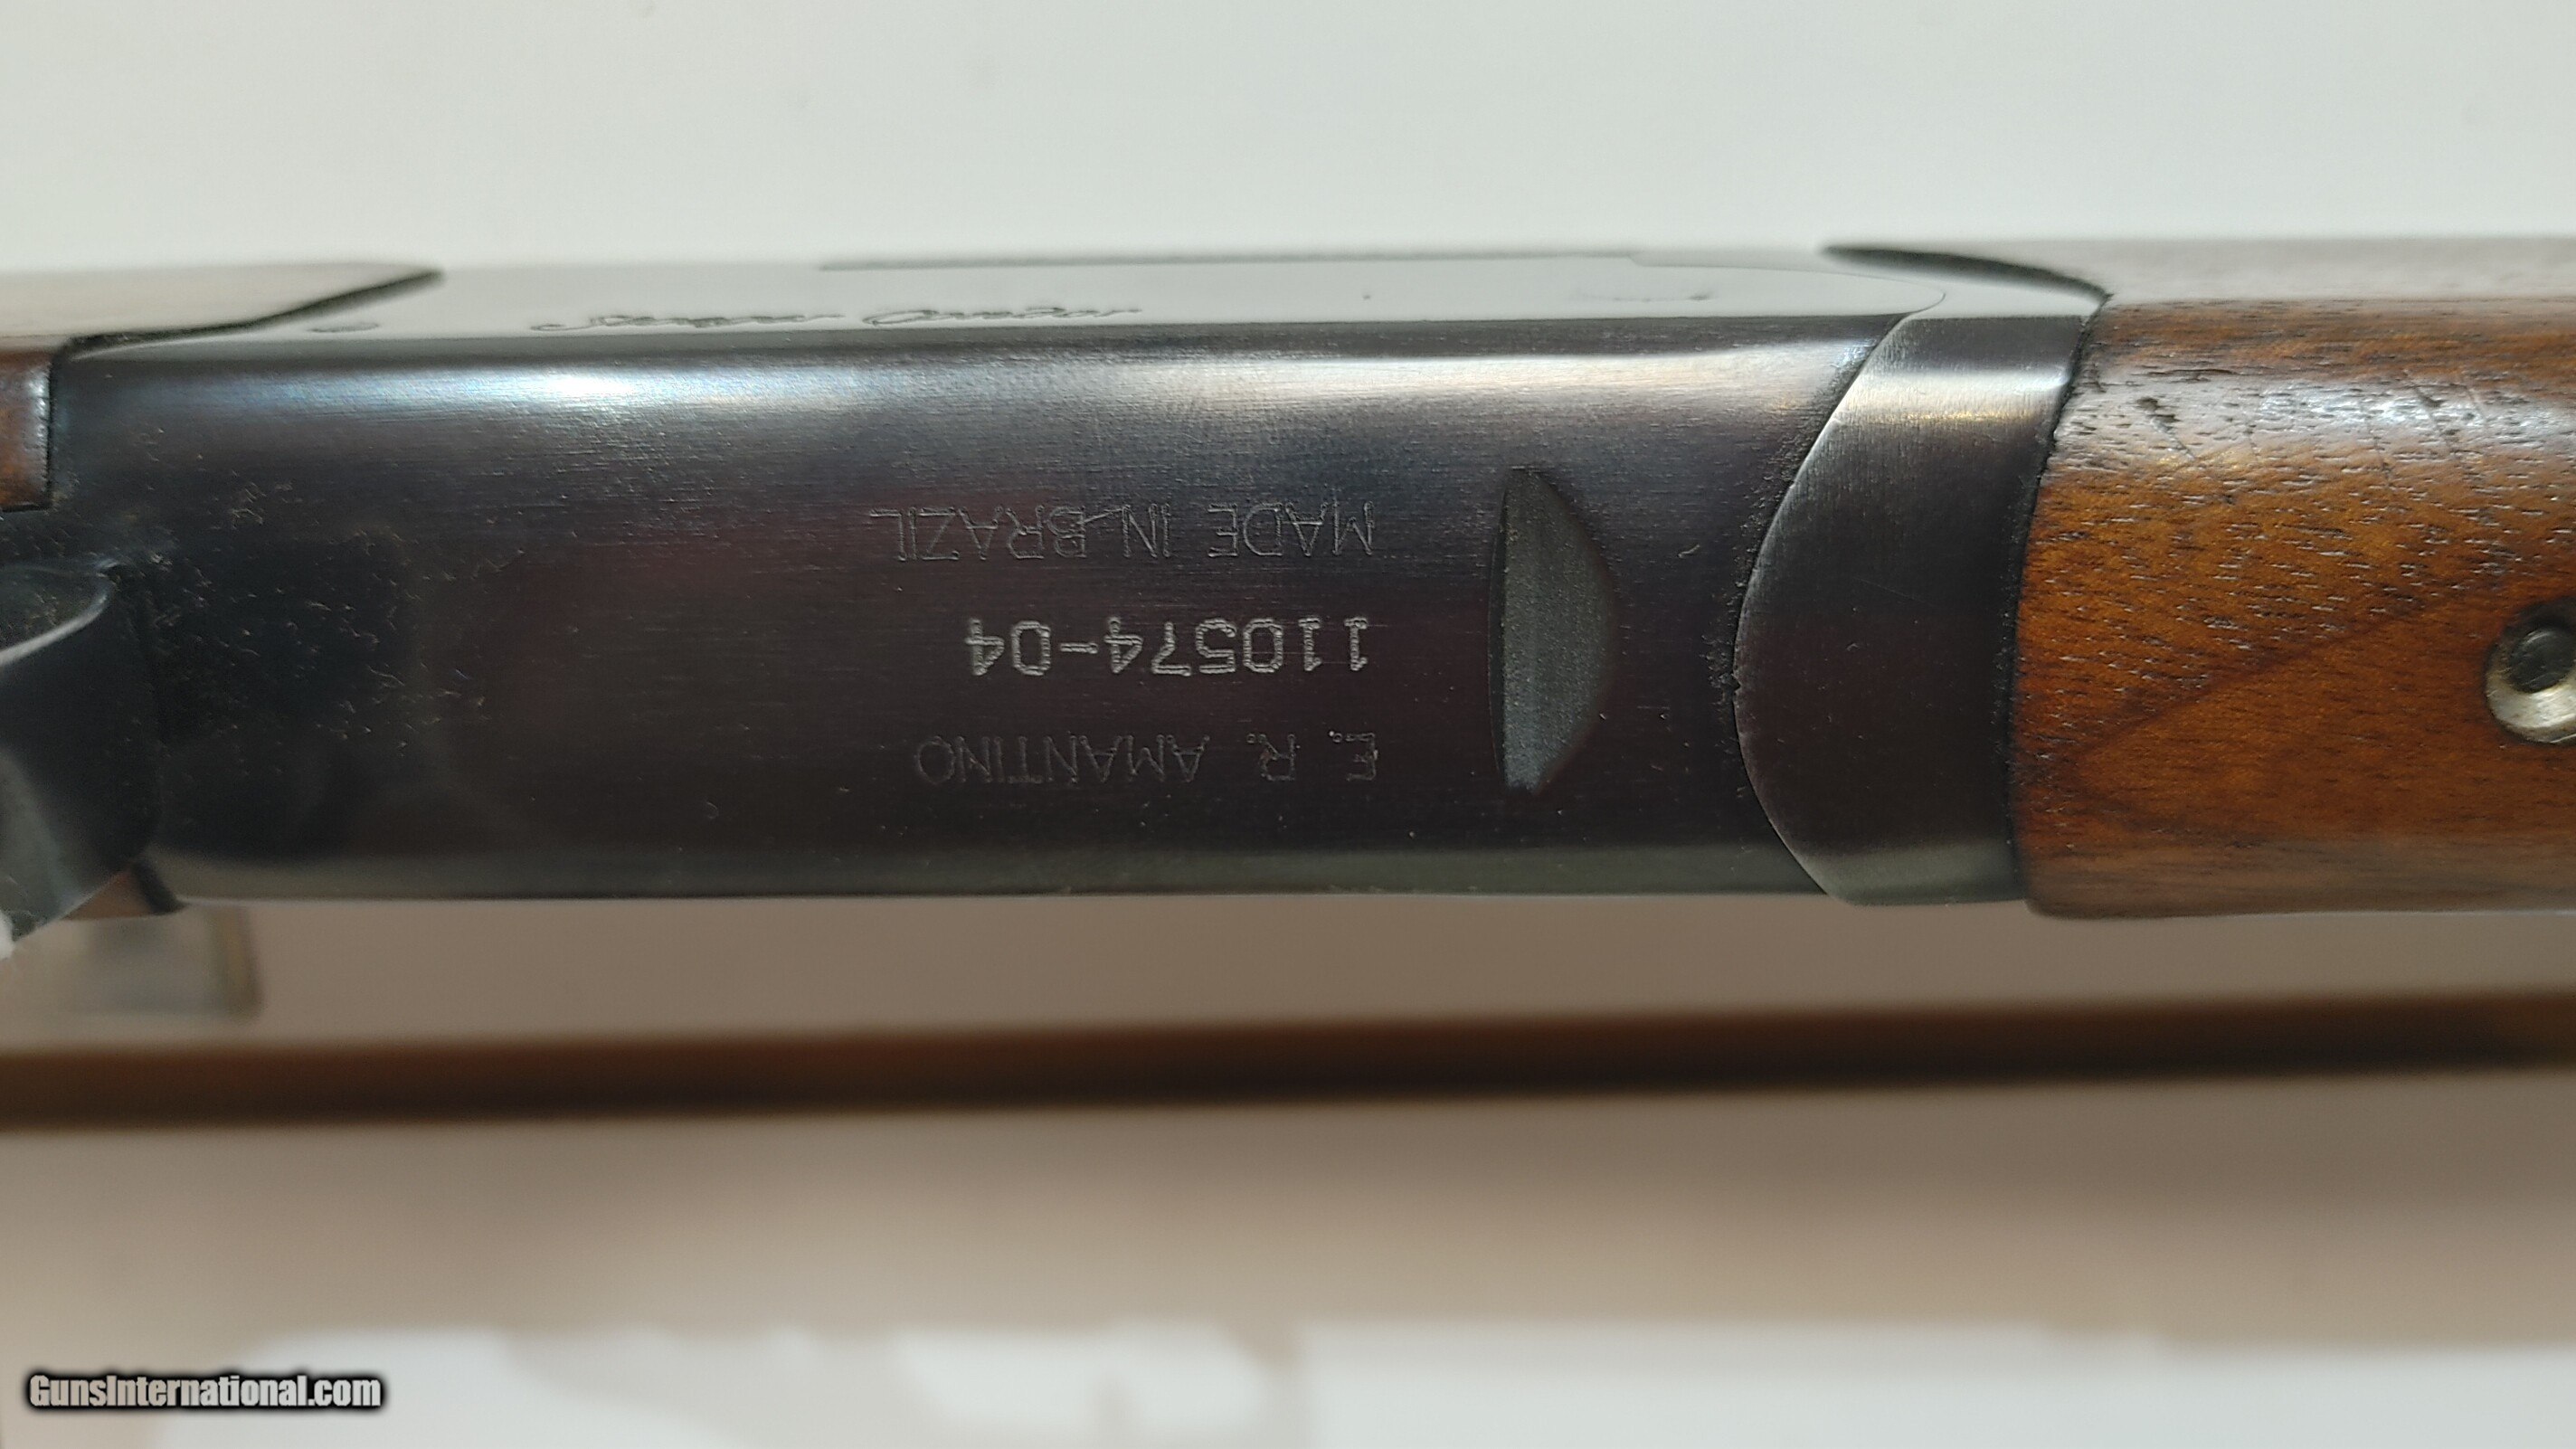 E. R. AMANTINO
110574-04
MADE IN BRAZIL
GunsInternational.com